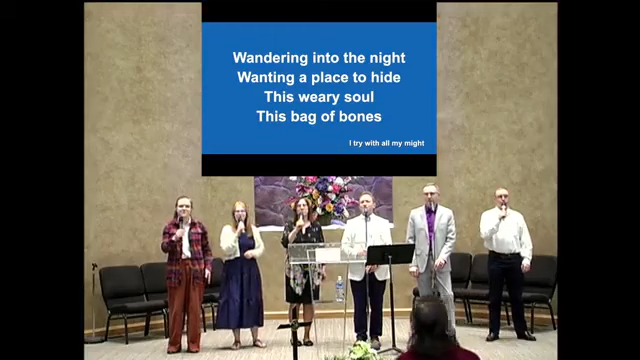 Wandering into the night
Wanting a place to hide
This weary soul
This bag of bones
I try with all my might